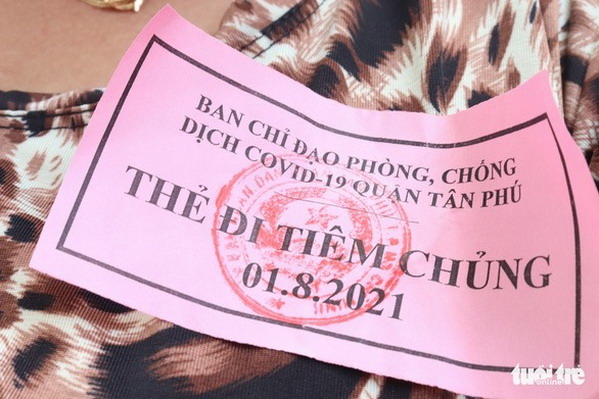 BAN CHỈ ĐẠO PHÒNG, CHỐNG
DỊCH COVID-19 QUẬN TÂN PHÚ
THẺ ĐI TIÊM CHỦNG
01.8.2021
tuổi trẻ
online